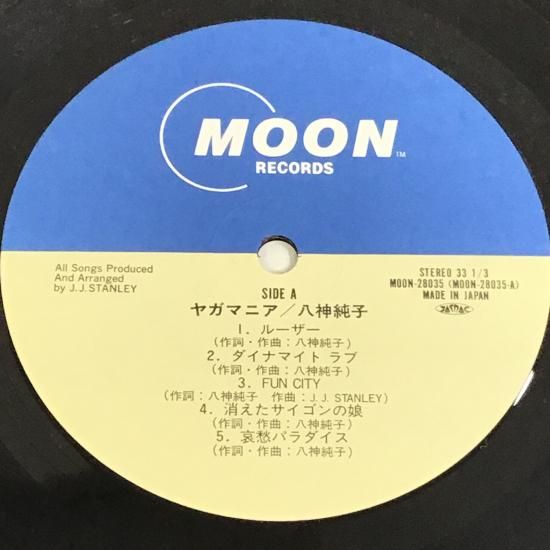 MOON
RECORDS
TM
All Songs Produced
And Arranged
by J.J. STANLEY
STEREO 33 1/3
MOON-28035 (MOON-28035-A)
MADE IN JAPAN
JASRAC
SIDE A
ヤガマニア／八神純子
1. ルーザー
(作詞・作曲：八神純子)
2. ダイナマイト ラブ
(作詞・作曲：八神純子)
3. FUN CITY
(作詞：八神純子 作曲：J.J. STANLEY)
4. 消えたサイゴンの娘
(作詞・作曲：八神純子)
5. 哀愁パラダイス
(作詞・作曲：八神純子)